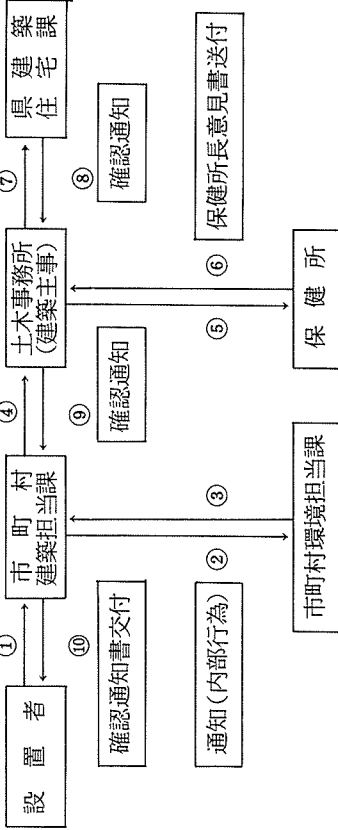 設置者
①
⑩
確認通知書交付
市町村
建築担当課
②
③
通知(内部行為)
市町村環境担当課
④
⑨
確認通知
土木事務所
(建築主事)
⑤
⑥
保健所長意見書送付
保健所
⑦
⑧
確認通知
県建築
住宅課